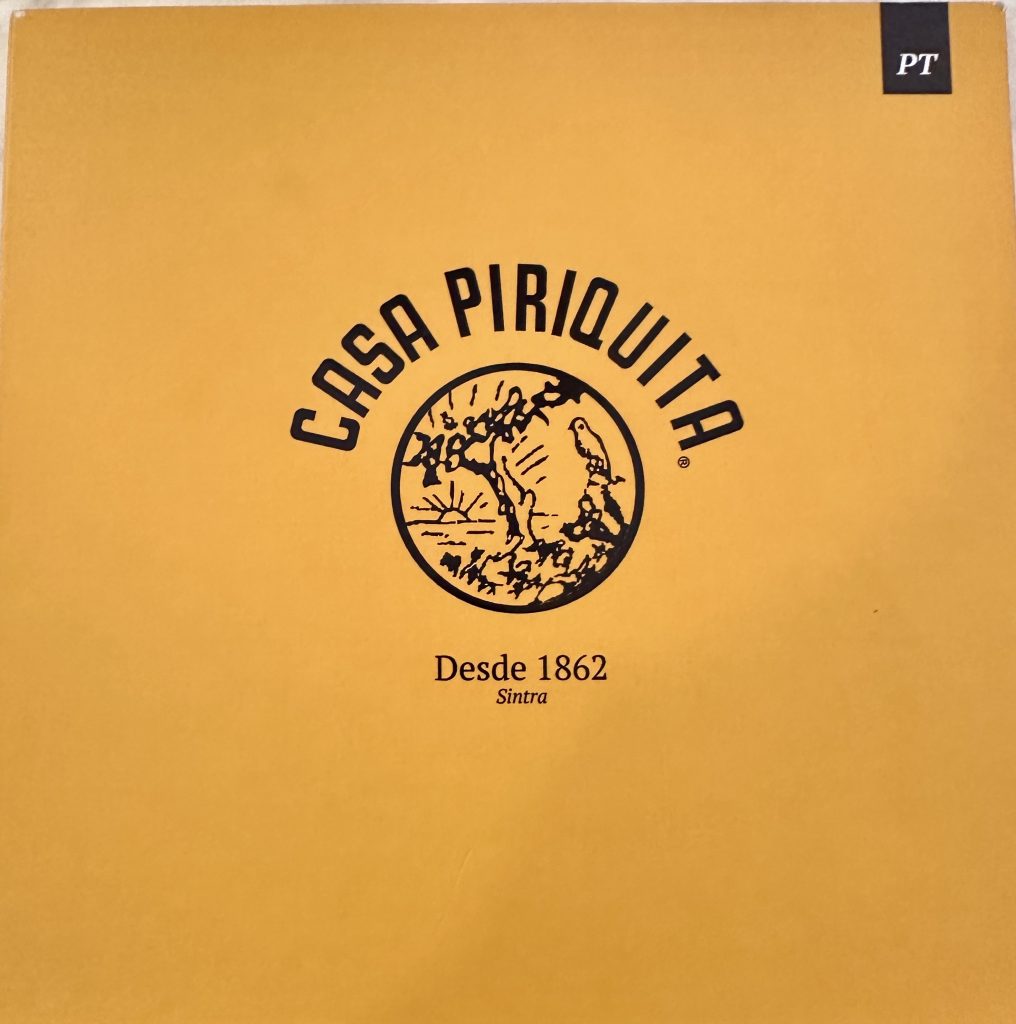 PT
CASA PIRIQUITA
®
Desde 1862
Sintra